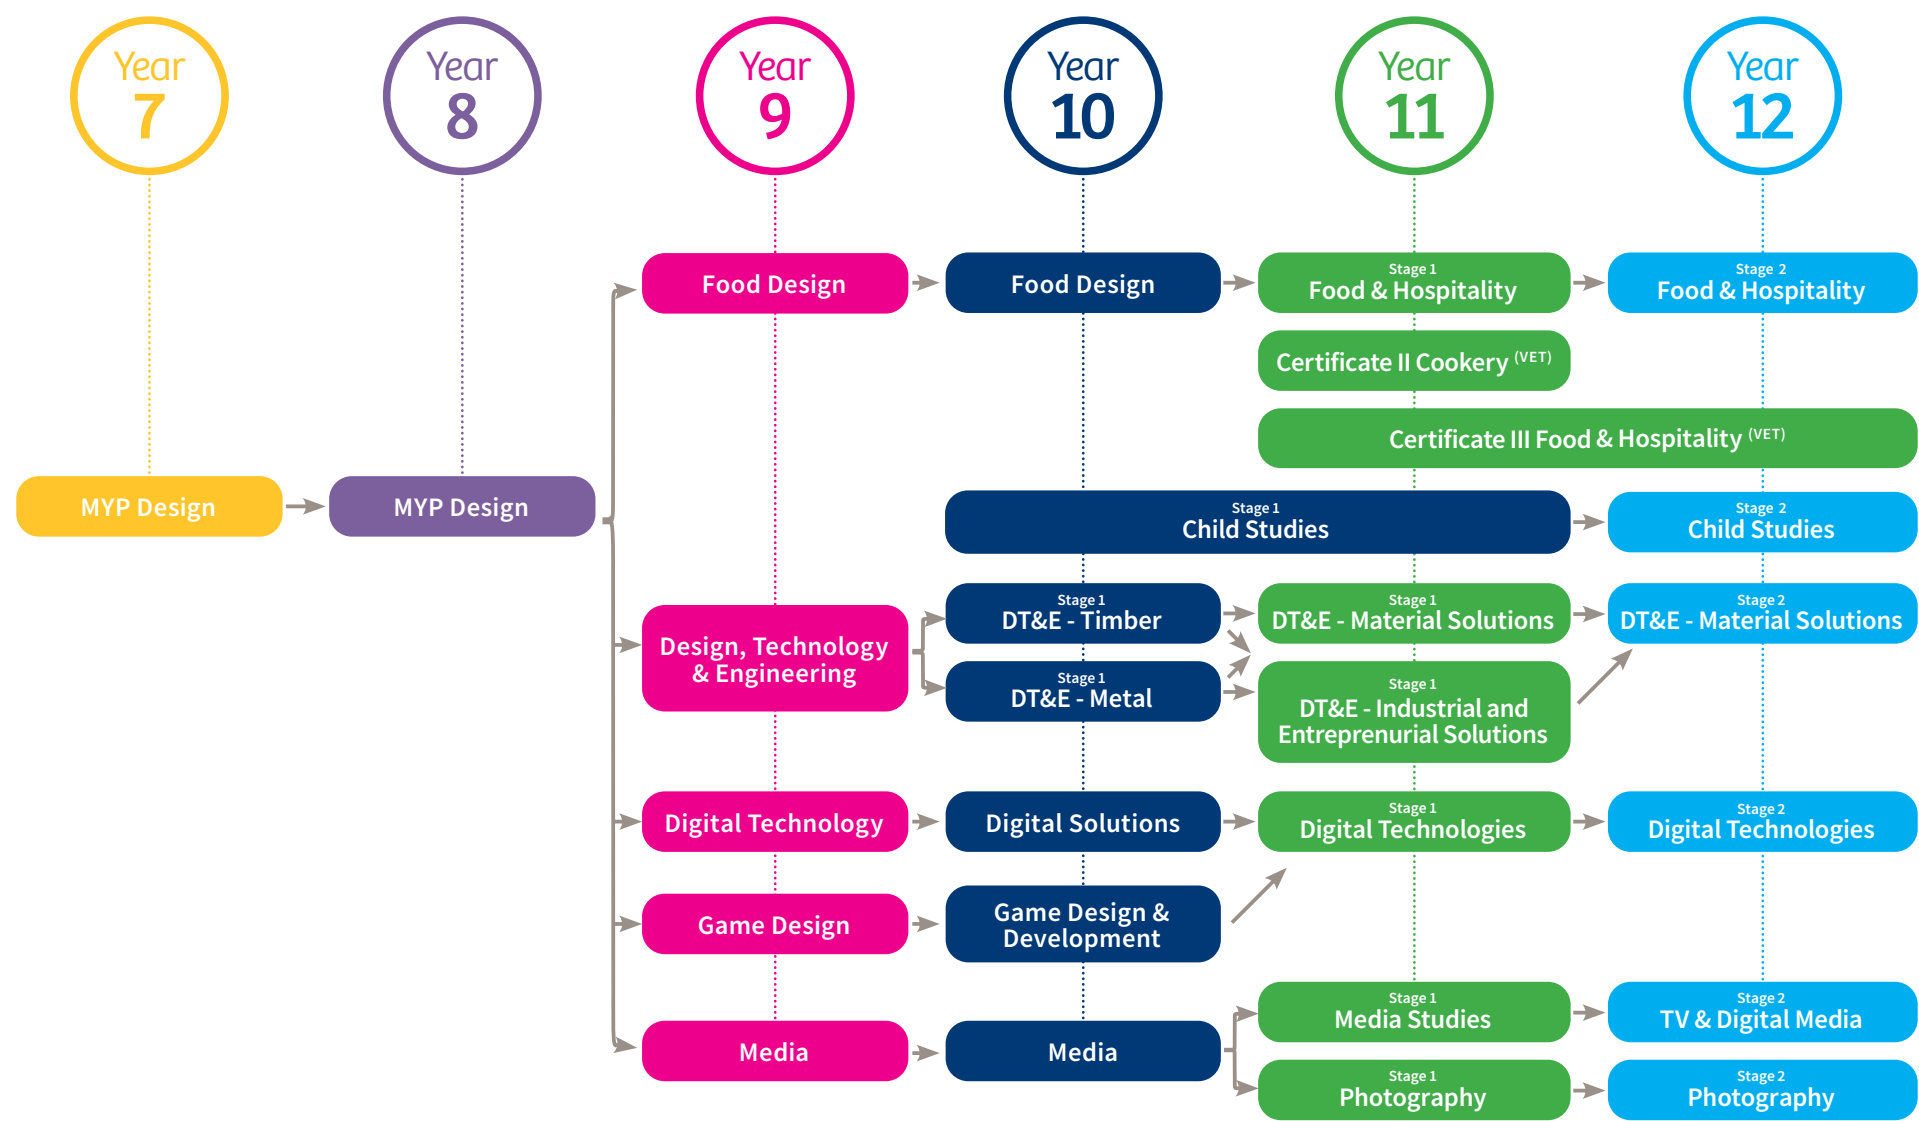 Year
7
Year
8
Year
9
Year
10
Year
11
Year
12
Food Design
Food Design
Stage 1
Food & Hospitality
Stage 2
Food & Hospitality
Certificate II Cookery (VET)
Certificate III Food & Hospitality (VET)
MYP Design
MYP Design
Stage 1
Child Studies
Stage 2
Child Studies
Design, Technology
& Engineering
Stage 1
DT&E - Timber
Stage 1
DT&E - Material Solutions
Stage 2
DT&E - Material Solutions
Stage 1
DT&E - Metal
Stage 1
DT&E - Industrial and
Entreprenurial Solutions
Digital Technology
Digital Solutions
Stage 1
Digital Technologies
Stage 2
Digital Technologies
Game Design
Game Design &
Development
Media
Media
Stage 1
Media Studies
Stage 2
TV & Digital Media
Stage 1
Photography
Stage 2
Photography